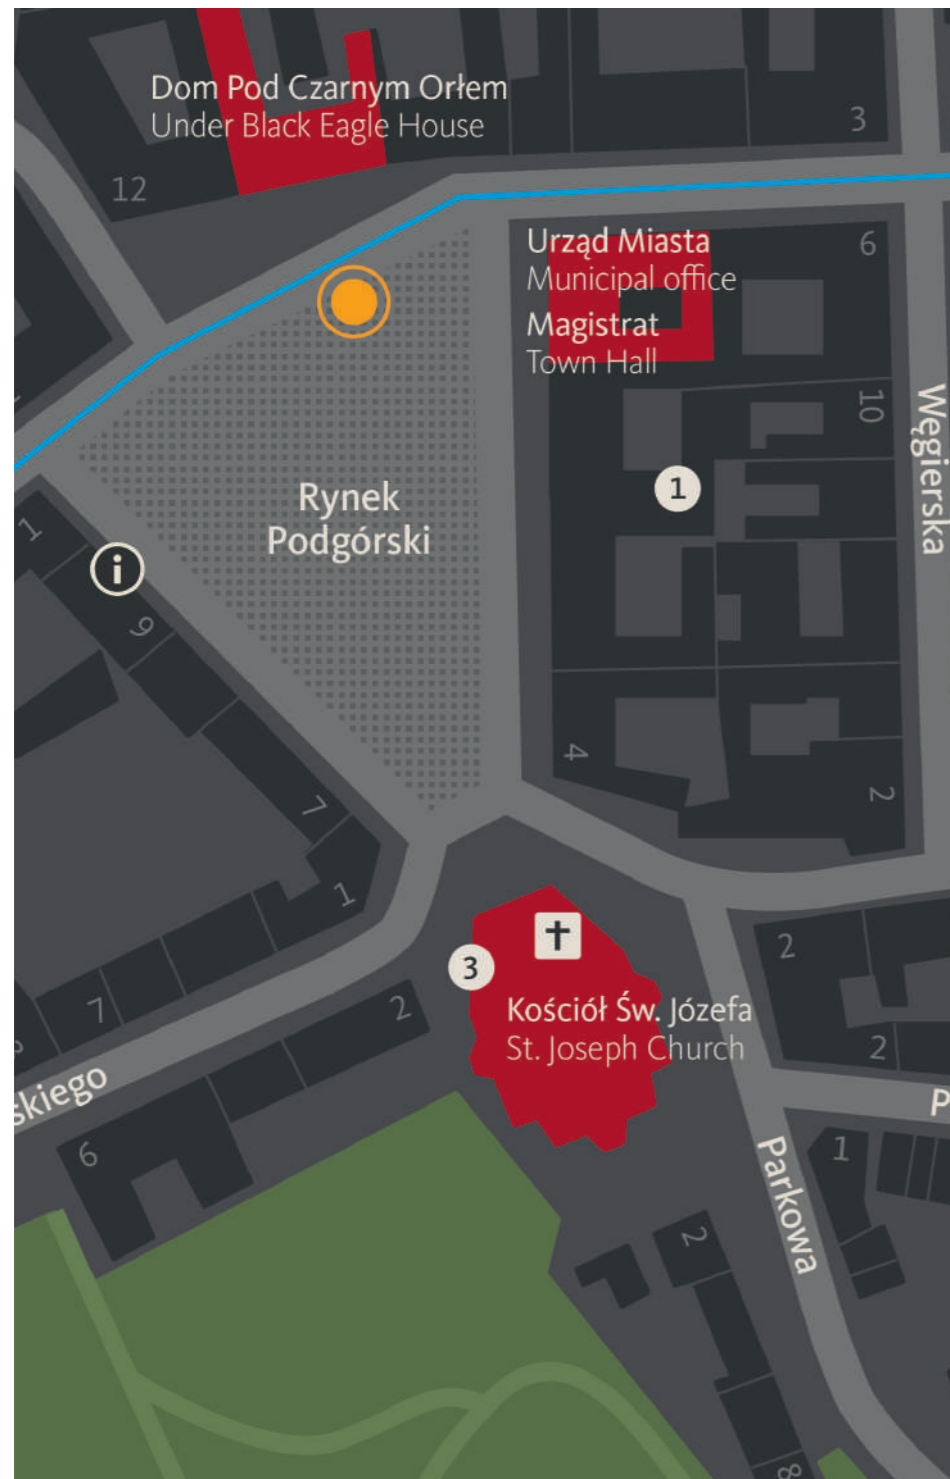 Dom Pod Czarnym Orłem
Under Black Eagle House
3
12
Urząd Miasta
Municipal office
6
Magistrat
Town Hall
10
Węgierska
1
Rynek
Podgórski
1
i
9
4
2
7
1
2
3
Kościół Św. Józefa
St. Joseph Church
7
2
2
skiego
P
6
1
Parkowa
2
8